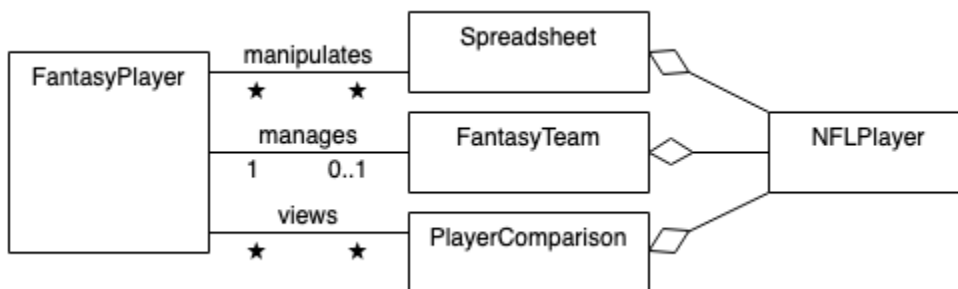 FantasyPlayer
manipulates
★ ★
manages
1 0..1
views
★ ★
Spreadsheet
FantasyTeam
PlayerComparison
NFLPlayer